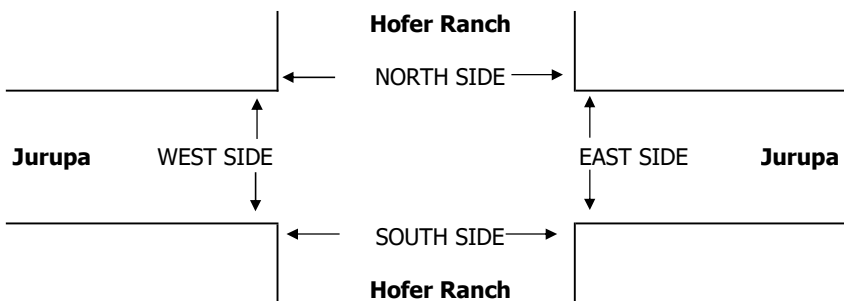 Hofer Ranch
NORTH SIDE
Jurupa WEST SIDE EAST SIDE Jurupa
SOUTH SIDE
Hofer Ranch